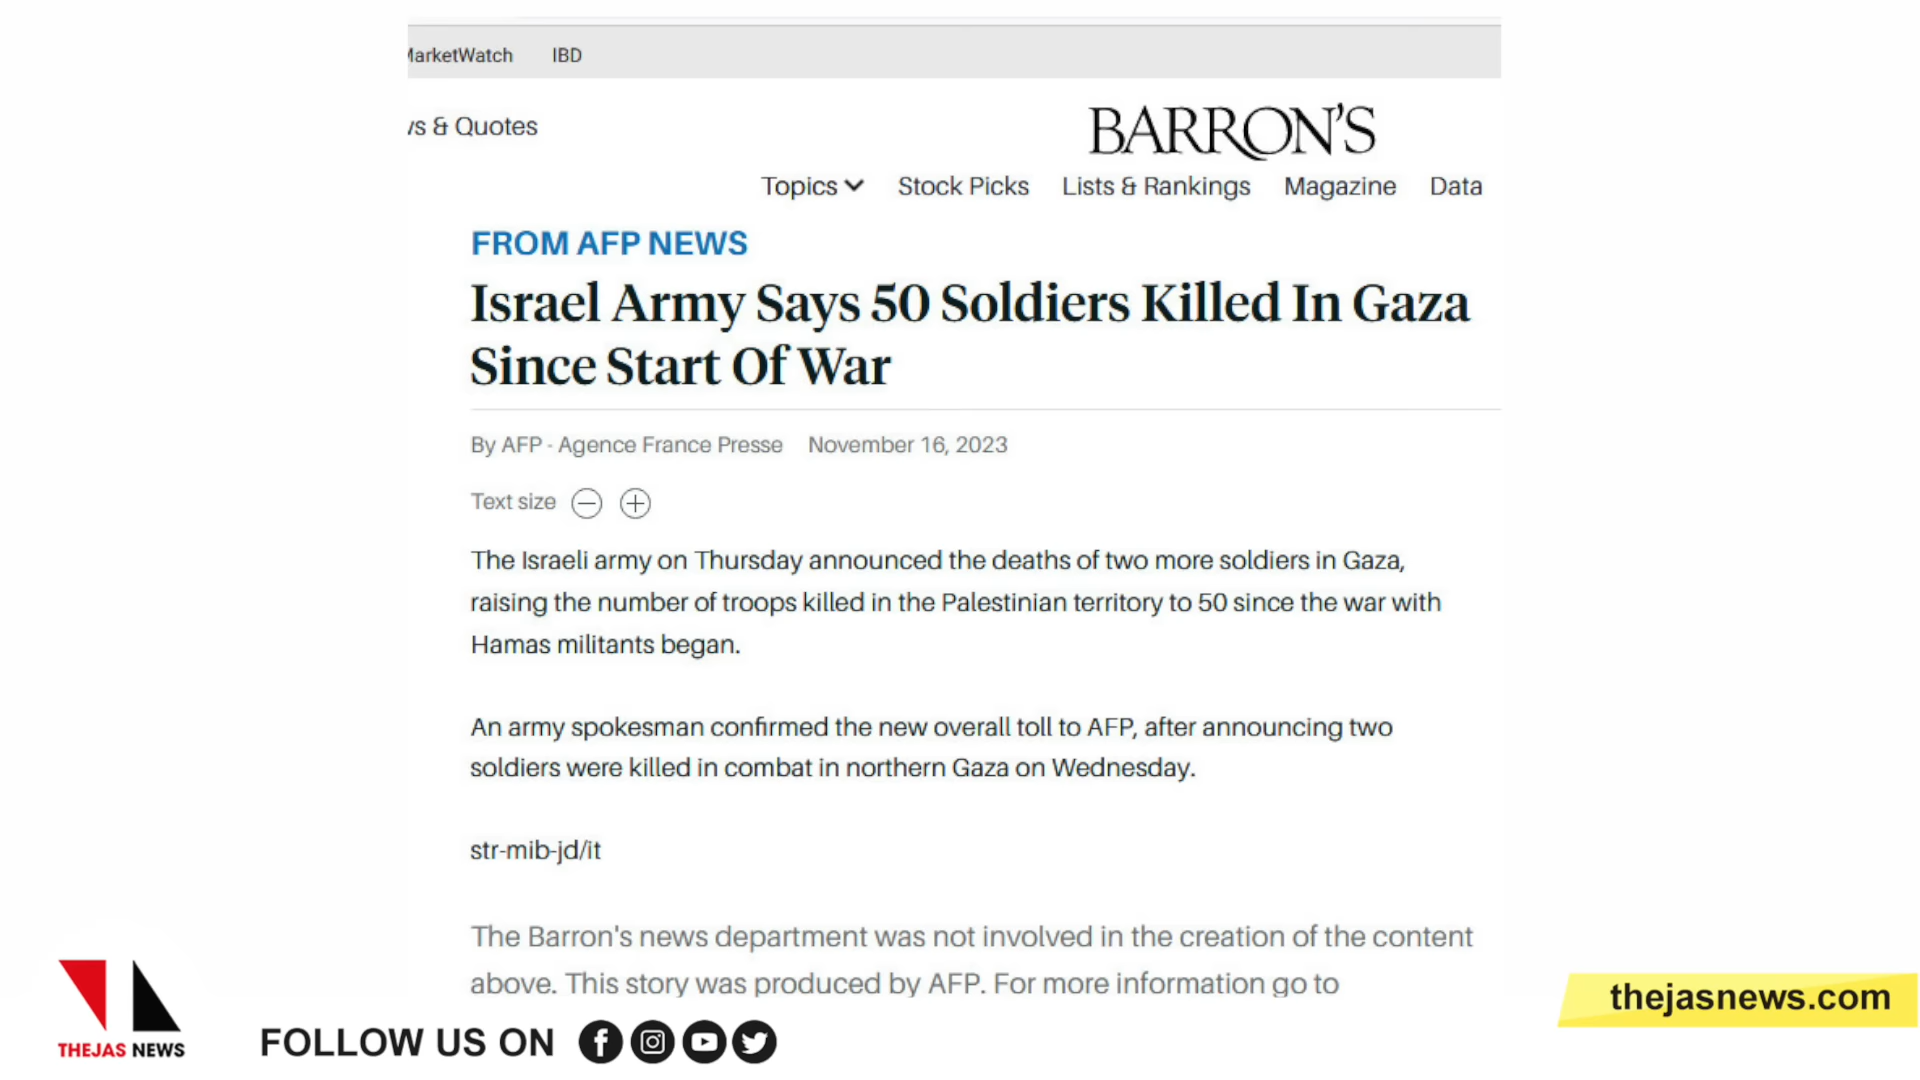 MarketWatch IBD
& Quotes
BARRON'S
Topics Stock Picks Lists & Rankings Magazine Data
FROM AFP NEWS
Israel Army Says 50 Soldiers Killed In Gaza
Since Start Of War
By AFP - Agence France Presse November 16, 2023
Text size
The Israeli army on Thursday announced the deaths of two more soldiers in Gaza,
raising the number of troops killed in the Palestinian territory to 50 since the war with
Hamas militants began.
An army spokesman confirmed the new overall toll to AFP, after announcing two
soldiers were killed in combat in northern Gaza on Wednesday.
str-mib-jd/it
The Barron's news department was not involved in the creation of the content
above. This story was produced by AFP. For more information go to
THEJAS NEWS
FOLLOW US ON
thejasnews.com